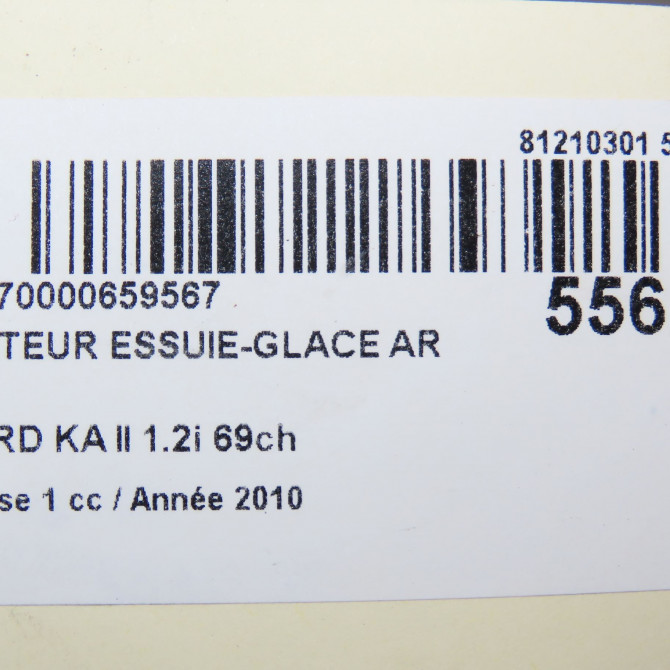 81210301 5
70000659567
556
TEUR ESSUIE-GLACE AR
RD KA II 1.2i 69ch
se 1 cc / Année 2010